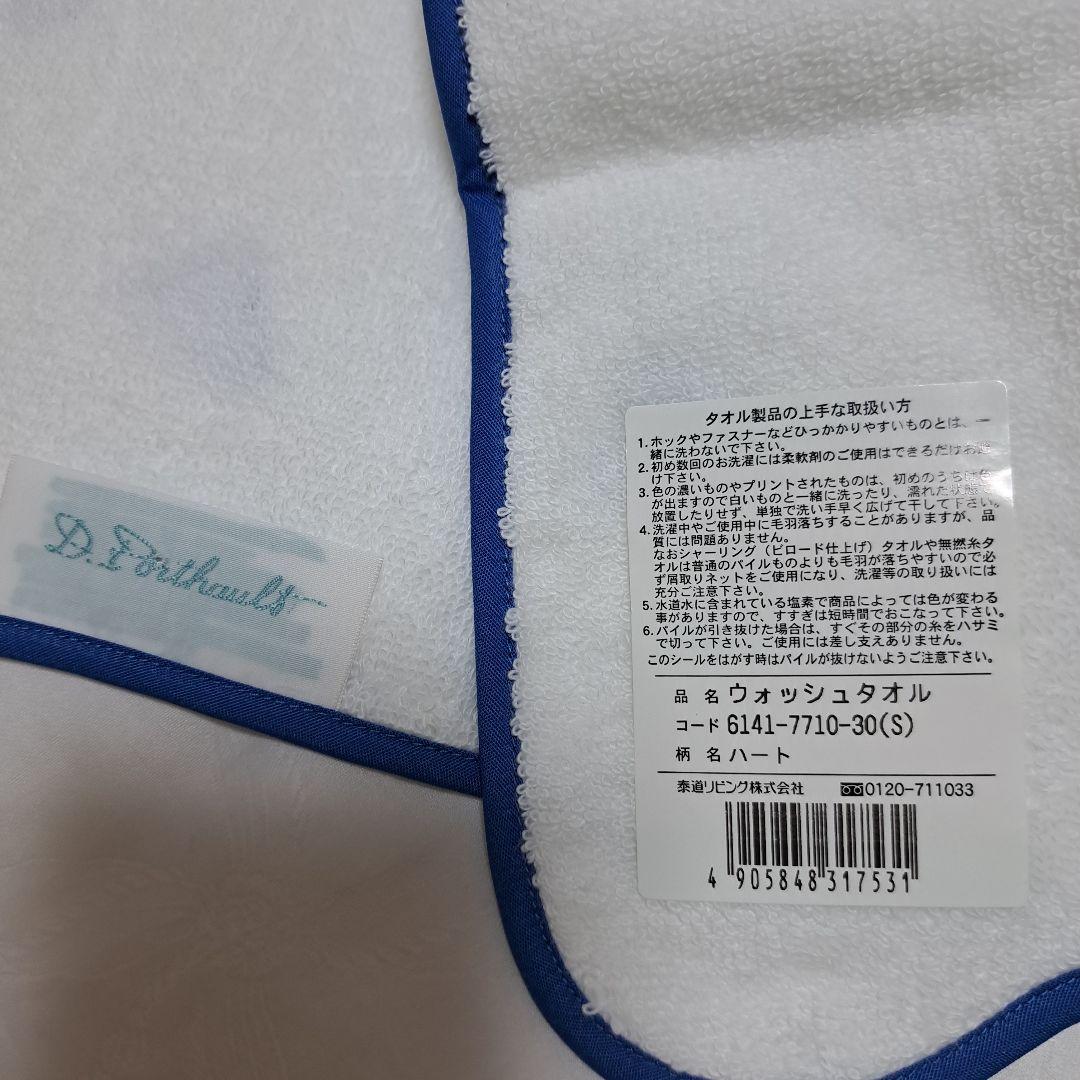 D.Porthault
タオル製品の上手な取扱い方
1.ホックやファスナーなどひっかかりやすいものとは、一
緒に洗わないで下さい。
2.初め数回のお洗濯には柔軟剤のご使用はできるだけお避
け下さい。
3.色の濃いものやプリントされたものは、初めのうちは色
が出ますので白いものと一緒に洗ったり、濡れた状態で
放置したりせず、単独で洗い手早く広げて干して下さい。
4.洗濯中やご使用中に毛羽落ちすることがありますが、品
質には問題ありません。
なおシャーリング(ビロード仕上げ)タオルや無撚糸タ
オルは普通のパイルものよりも毛羽が落ちやすいので必
ず屑取りネットをご使用になり、洗濯等の取り扱いには
充分ご注意下さい。
5.水道水に含まれている塩素で商品によっては色が変わる
事がありますので、すすぎは短時間でおこなって下さい。
6.パイルが引き抜けた場合は、すぐその部分の糸をハサミ
で切って下さい。ご使用には差し支えありません。
このシールをはがす時はパイルが抜けないようご注意下さい。
品 名 ウォッシュタオル
コード 6141-7710-30(S)
柄 名 ハート
泰道リビング株式会社 0120-711033
4 905848 317531